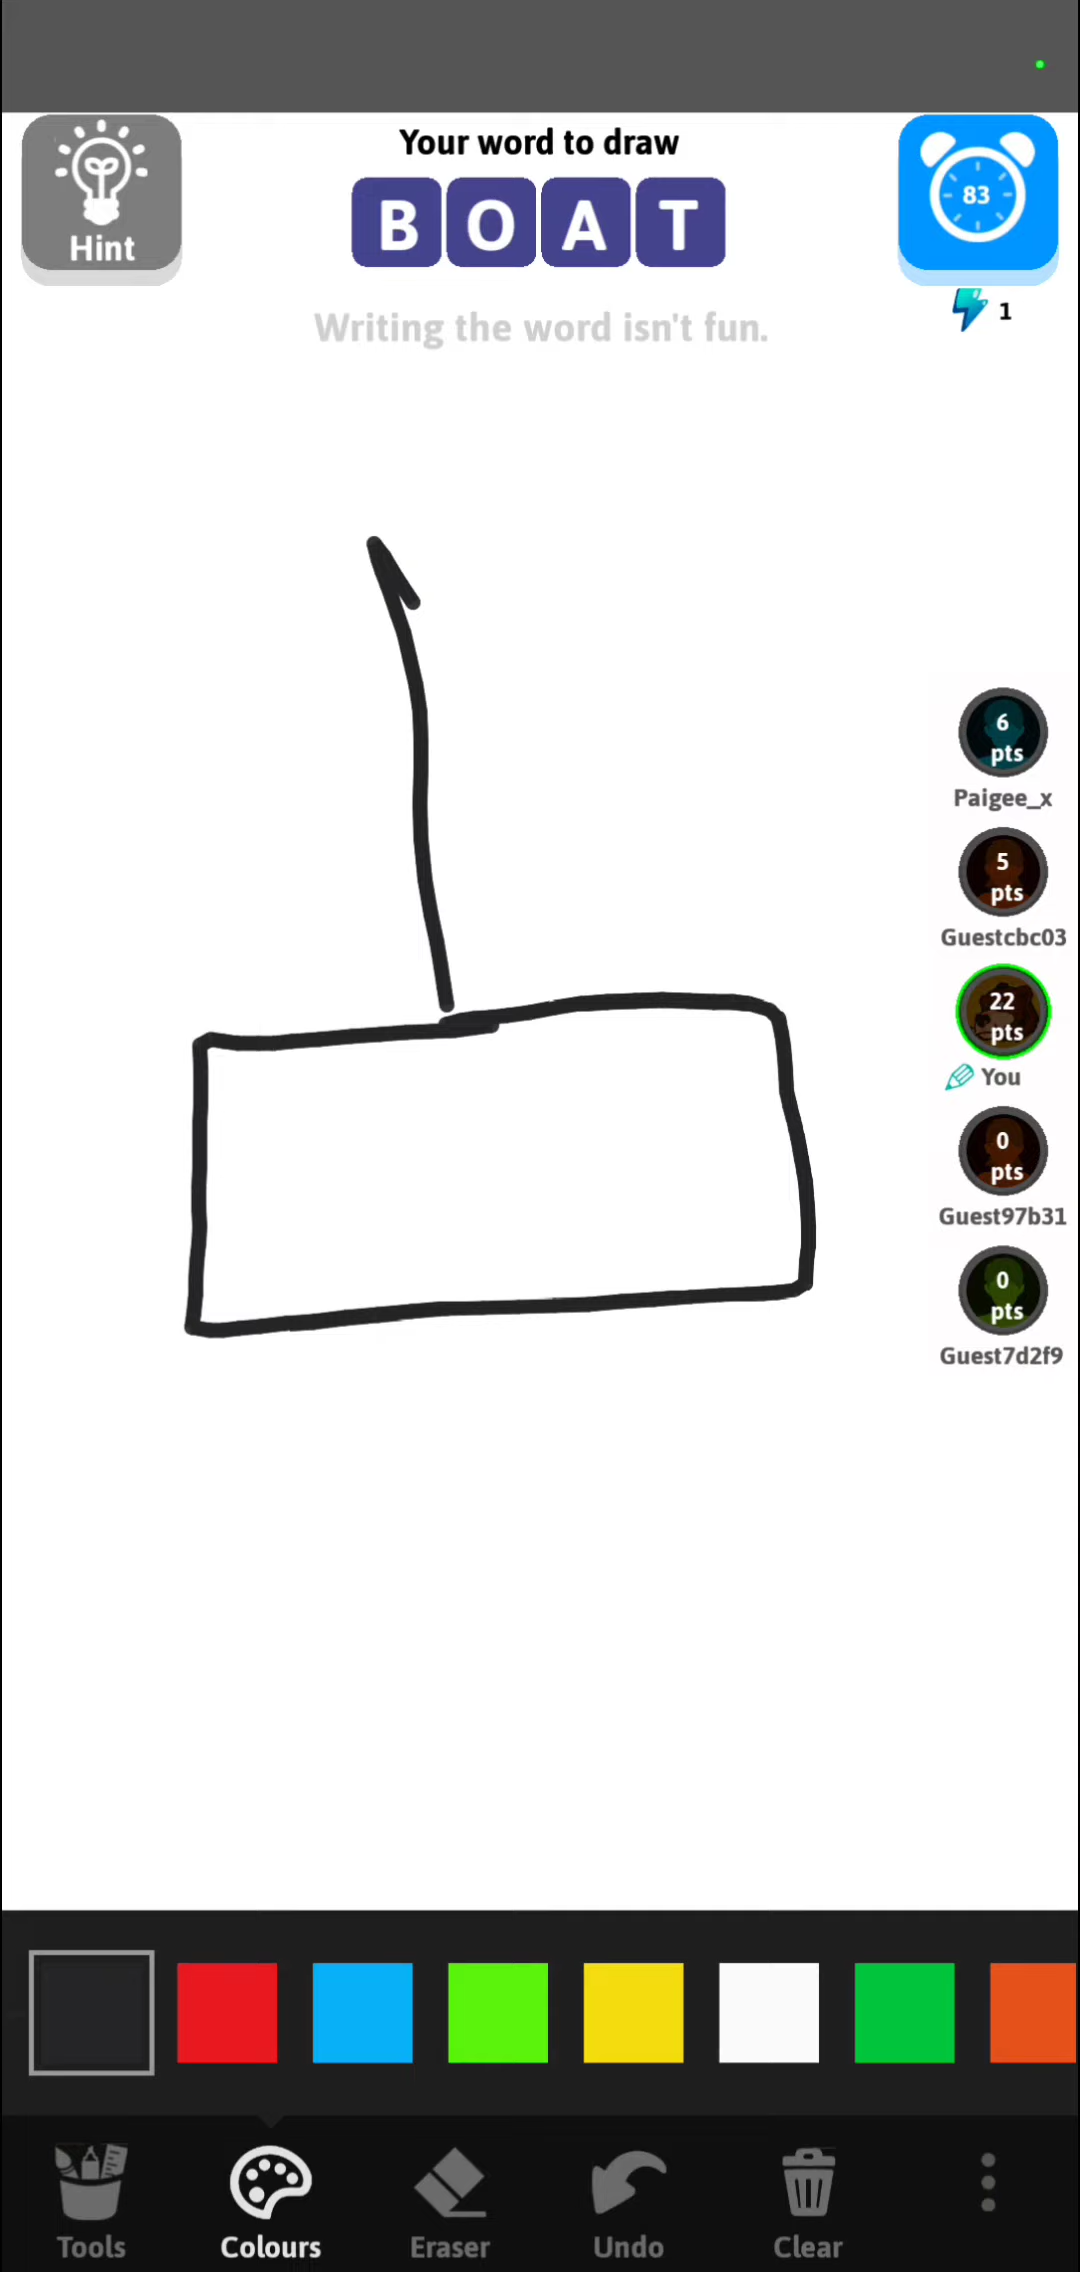 Your word to draw
Hint
BOAT
83
1
Writing the word isn't fun.
6
pts
Paigee_x
5
pts
Guestcbc03
22
pts
You
0
pts
Guest97b31
0
pts
Guest7d2f9
Tools
Colours
Eraser
Undo
Clear